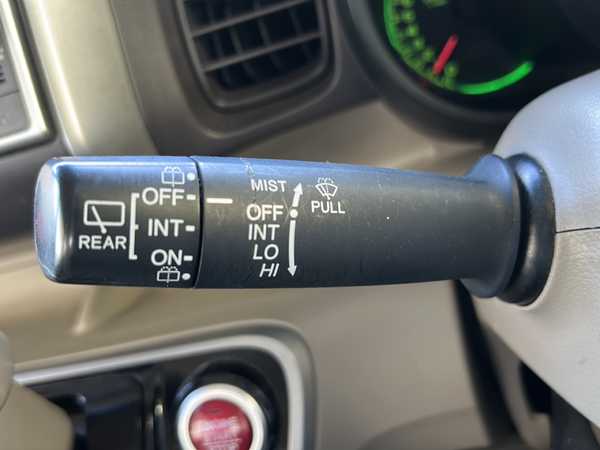 OFF
INT
ON
REAR
MIST
OFF
INT
LO
HI
PULL